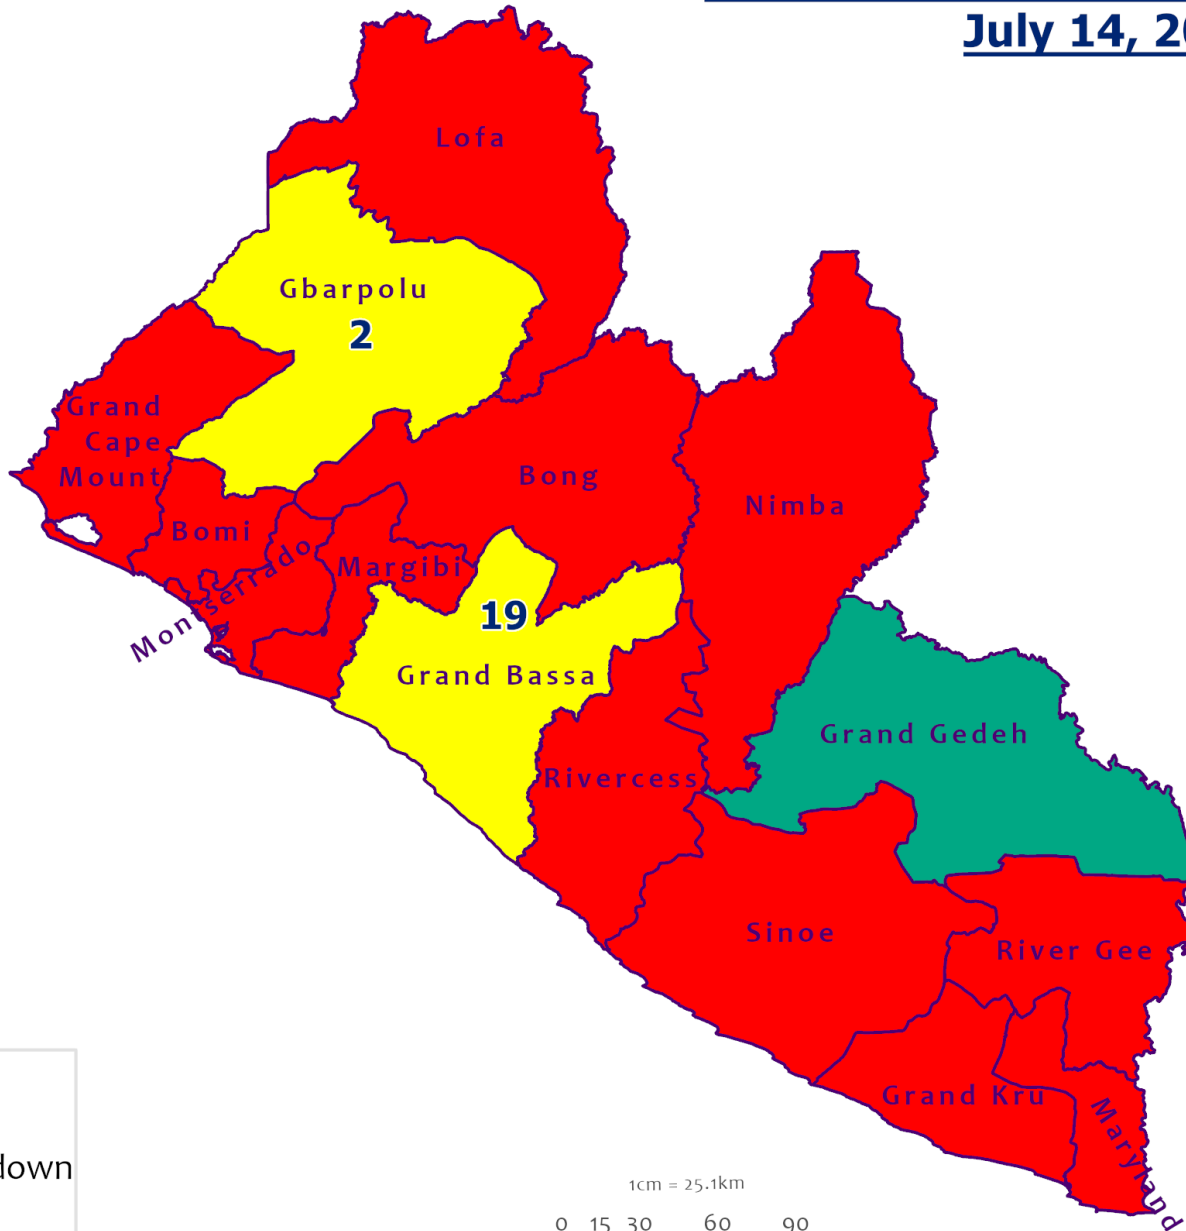 July 14, 20
Lofa
Gbarpolu
2
Grand
Cape
Mount
Bong
Nimba
Bomi
Montserrado
Margibi
19
Grand Bassa
Grand Gedeh
Rivercess
Sinoe
River Gee
Grand Kru
Maryland
down
1cm = 25.1km
0 15 30 60 90